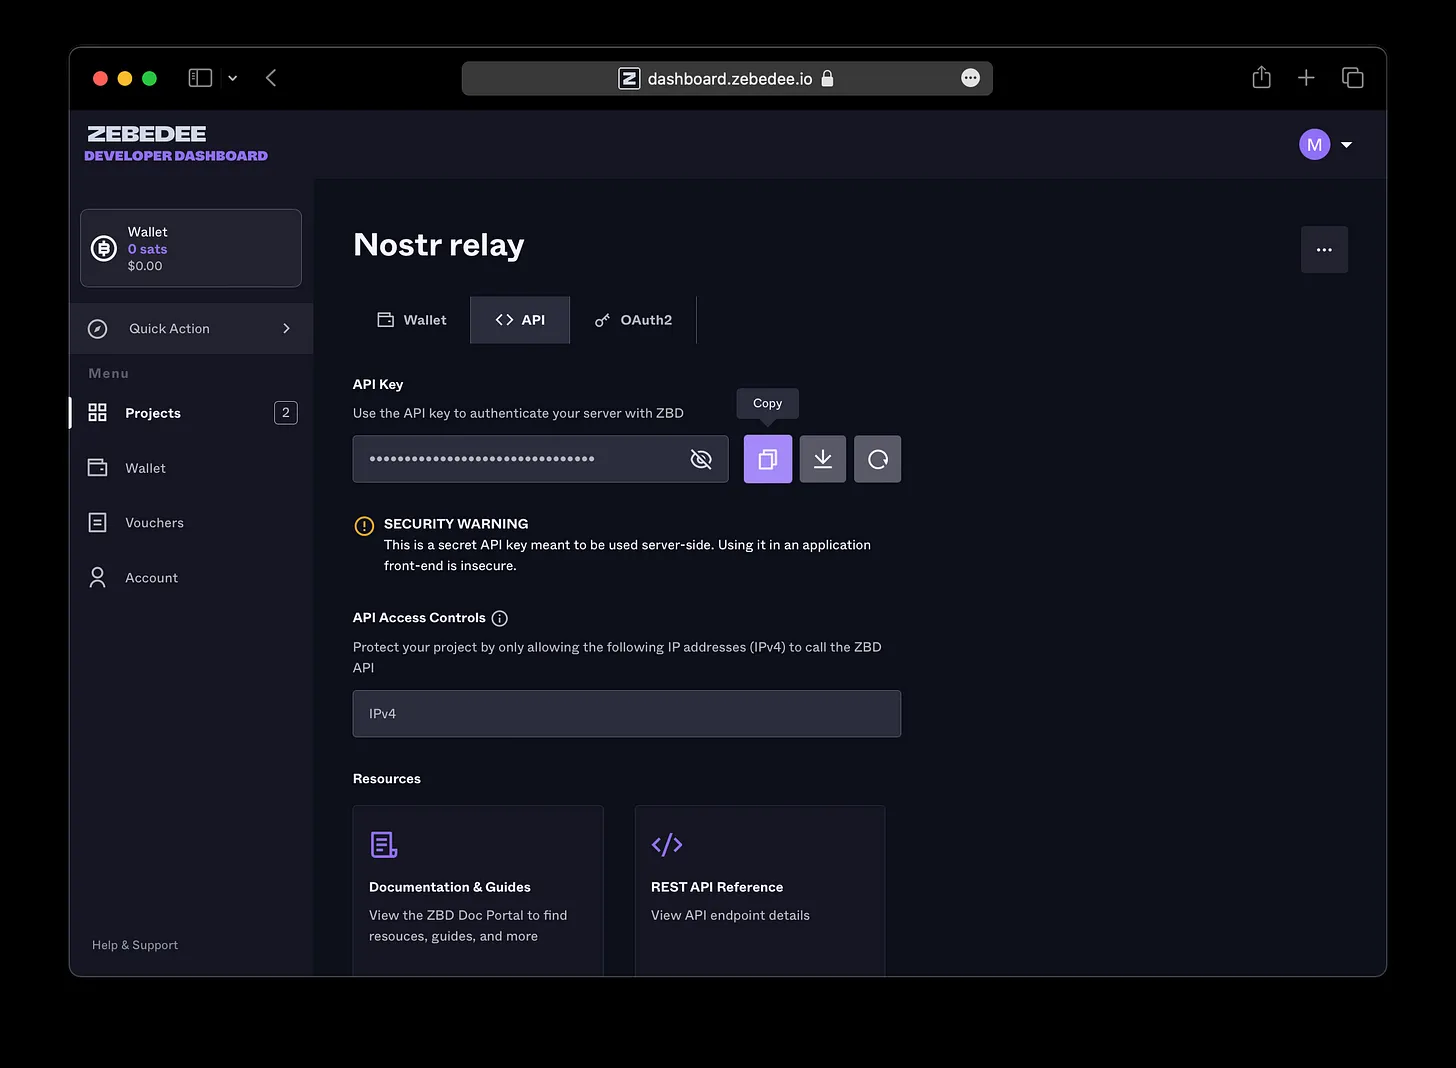 dashboard.zebedee.io
ZEBEDEE
DEVELOPER DASHBOARD
M
Wallet
0 sats
$0.00
Quick Action
Menu
Projects 2
Wallet
Vouchers
Account
Help & Support
Nostr relay
Wallet API OAuth2
API Key
Use the API key to authenticate your server with ZBD
Copy
SECURITY WARNING
This is a secret API key meant to be used server-side. Using it in an application
front-end is insecure.
API Access Controls
Protect your project by only allowing the following IP addresses (IPv4) to call the ZBD
API
IPv4
Resources
Documentation & Guides
View the ZBD Doc Portal to find
resouces, guides, and more
REST API Reference
View API endpoint details